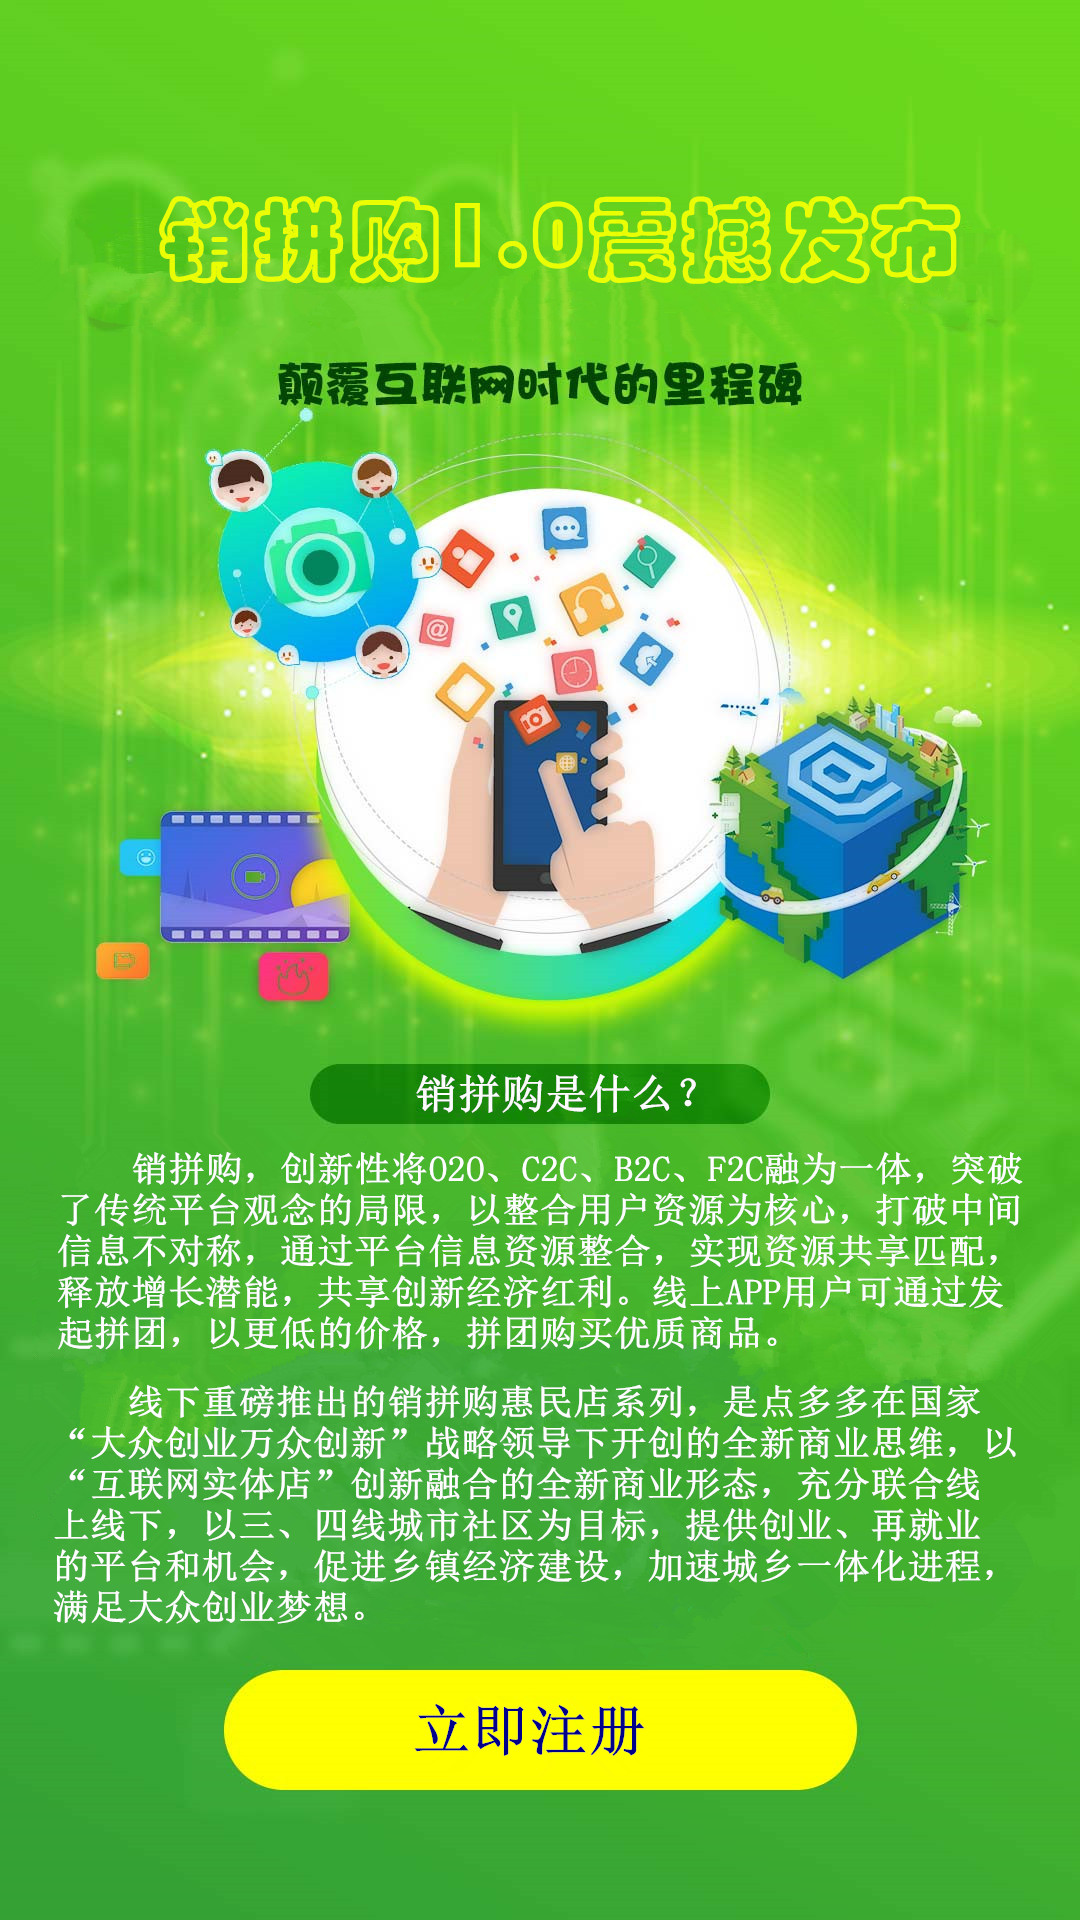 销拼购1.0震撼发布
颠覆互联网时代的里程碑
@
@
销拼购是什么？
销拼购，创新性将O2O、C2C、B2C、F2C融为一体，突破
了传统平台观念的局限，以整合用户资源为核心，打破中间
信息不对称，通过平台信息资源整合，实现资源共享匹配，
释放增长潜能，共享创新经济红利。线上APP用户可通过发
起拼团，以更低的价格，拼团购买优质商品。
线下重磅推出的销拼购惠民店系列，是点多多在国家
“大众创业万众创新”战略领导下开创的全新商业思维，以
“互联网实体店”创新融合的全新商业形态，充分联合线
上线下，以三、四线城市社区为目标，提供创业、再就业
的平台和机会，促进乡镇经济建设，加速城乡一体化进程，
满足大众创业梦想。
立即注册